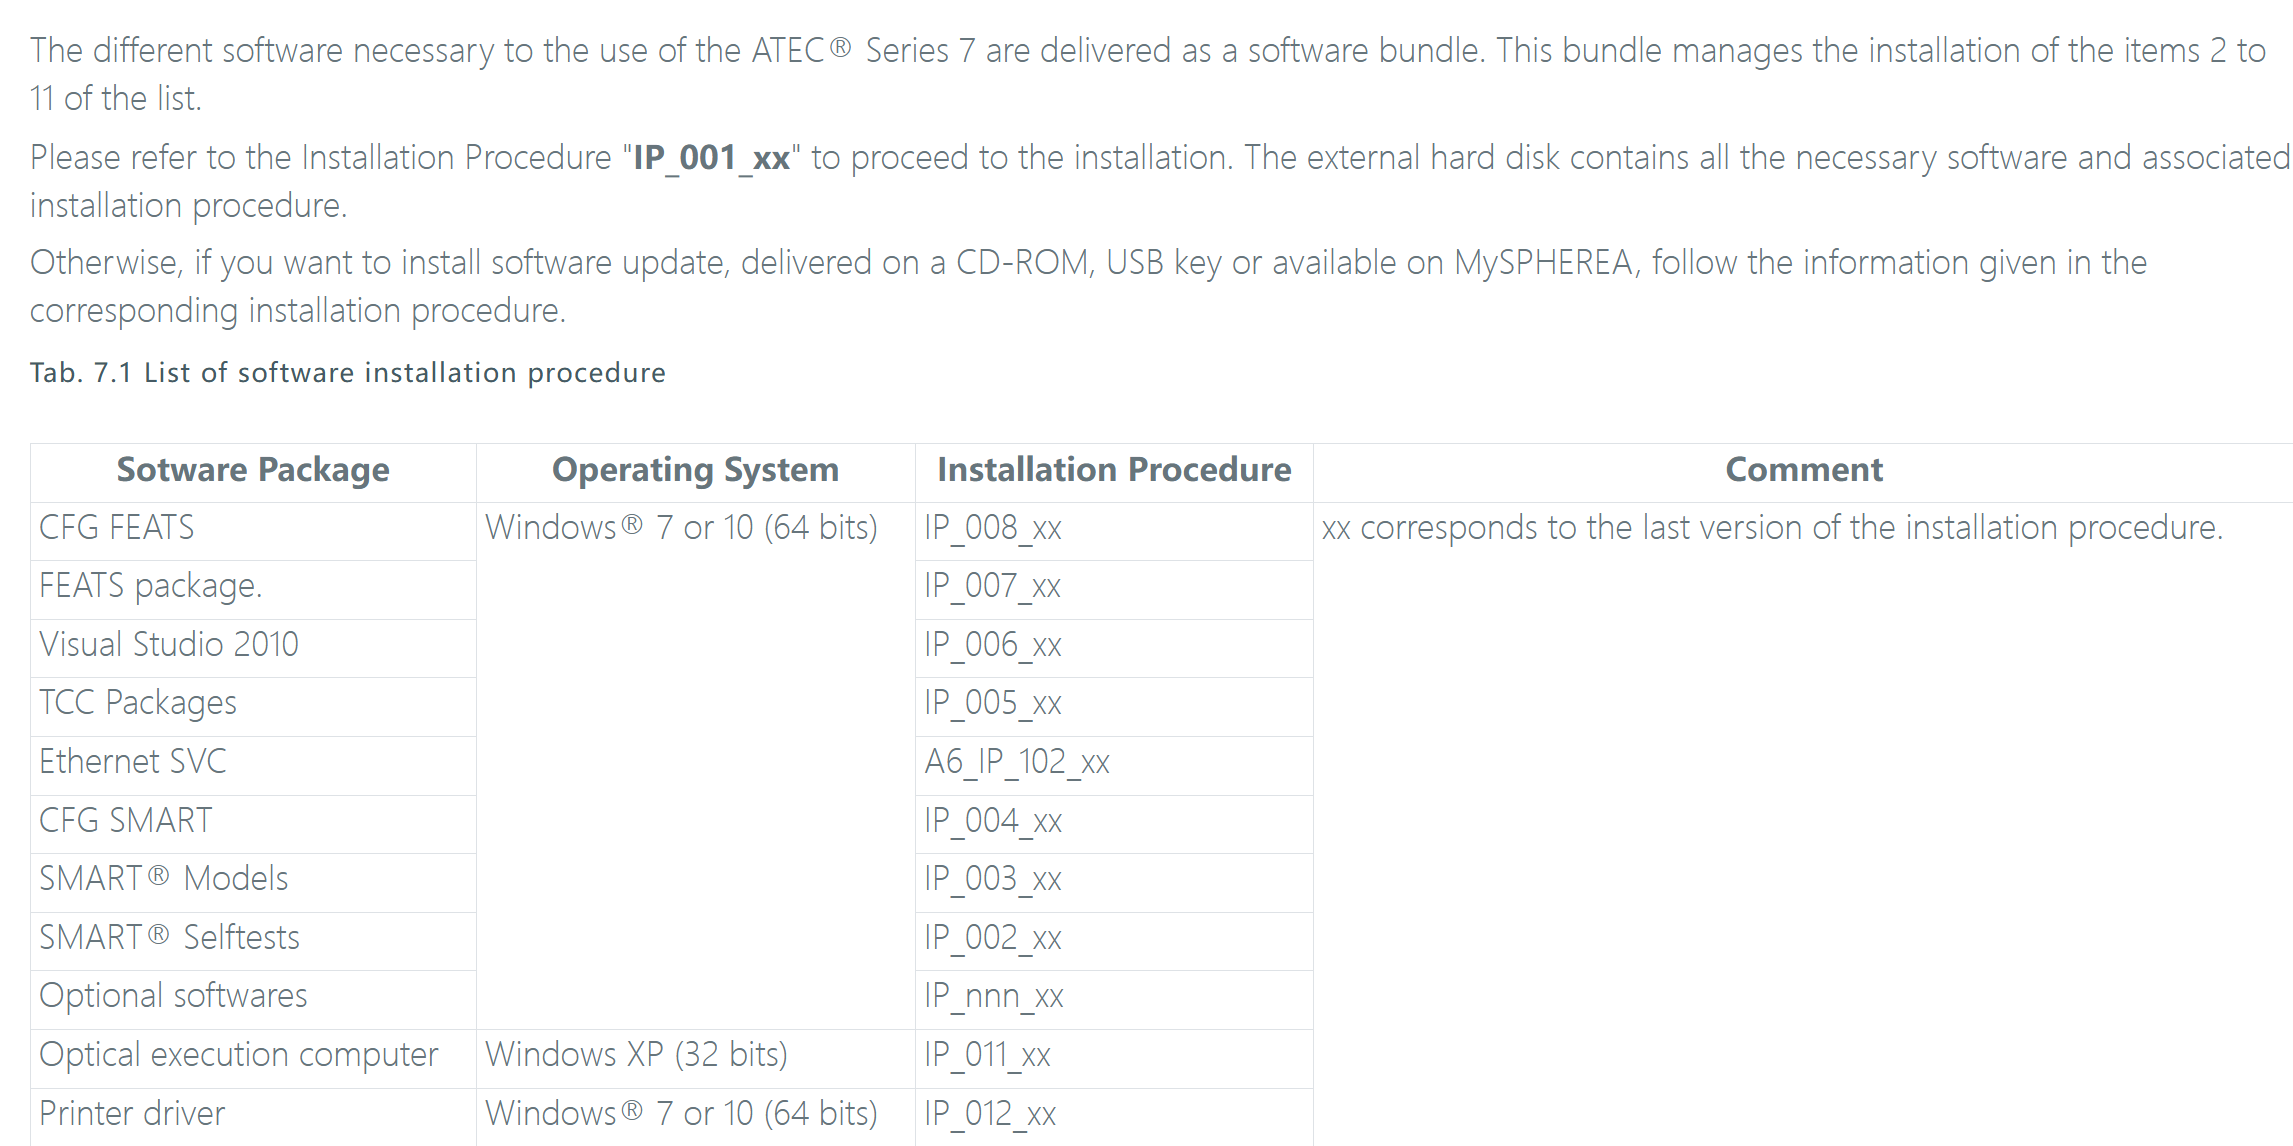 The different software necessary to the use of the ATEC® Series 7 are delivered as a software bundle. This bundle manages the installation of the items 2 to
11 of the list.
Please refer to the Installation Procedure "IP_001_xx" to proceed to the installation. The external hard disk contains all the necessary software and associated
installation procedure.
Otherwise, if you want to install software update, delivered on a CD-ROM, USB key or available on MySPHEREA, follow the information given in the
corresponding installation procedure.
Tab. 7.1 List of software installation procedure
Sotware Package Operating System Installation Procedure Comment
CFG FEATS Windows® 7 or 10 (64 bits) IP_008_xx xx corresponds to the last version of the installation procedure.
FEATS package. IP_007_xx
Visual Studio 2010 IP_006_xx
TCC Packages IP_005_xx
Ethernet SVC A6_IP_102_xx
CFG SMART IP_004_xx
SMART® Models IP_003_xx
SMART® Selftests IP_002_xx
Optional softwares IP_nnn_xx
Optical execution computer Windows XP (32 bits) IP_011_xx
Printer driver Windows® 7 or 10 (64 bits) IP_012_xx